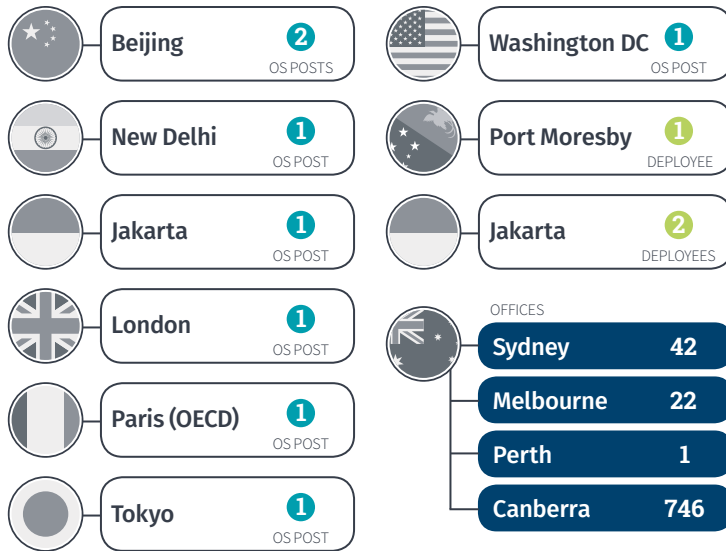 Beijing 2
OS POSTS
New Delhi 1
OS POST
Jakarta 1
OS POST
London 1
OS POST
Paris (OECD) 1
OS POST
Tokyo 1
OS POST
Washington DC 1
OS POST
Port Moresby 1
DEPLOYEE
Jakarta 2
DEPLOYEES
OFFICES
Sydney 42
Melbourne 22
Perth 1
Canberra 746